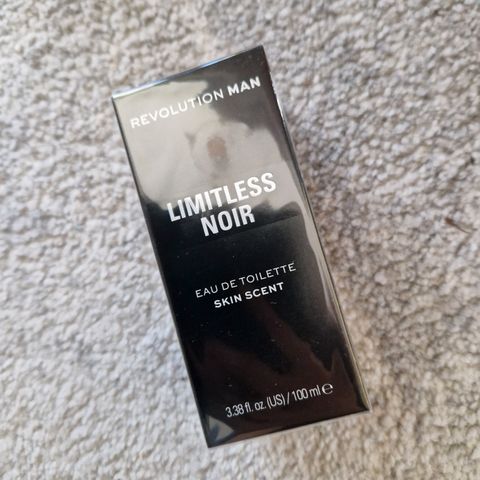 REVOLUTION MAN
LIMITLESS
NOIR
EAU DE TOILETTE
SKIN SCENT
3.38 fl. oz. (US) / 100 ml ℮